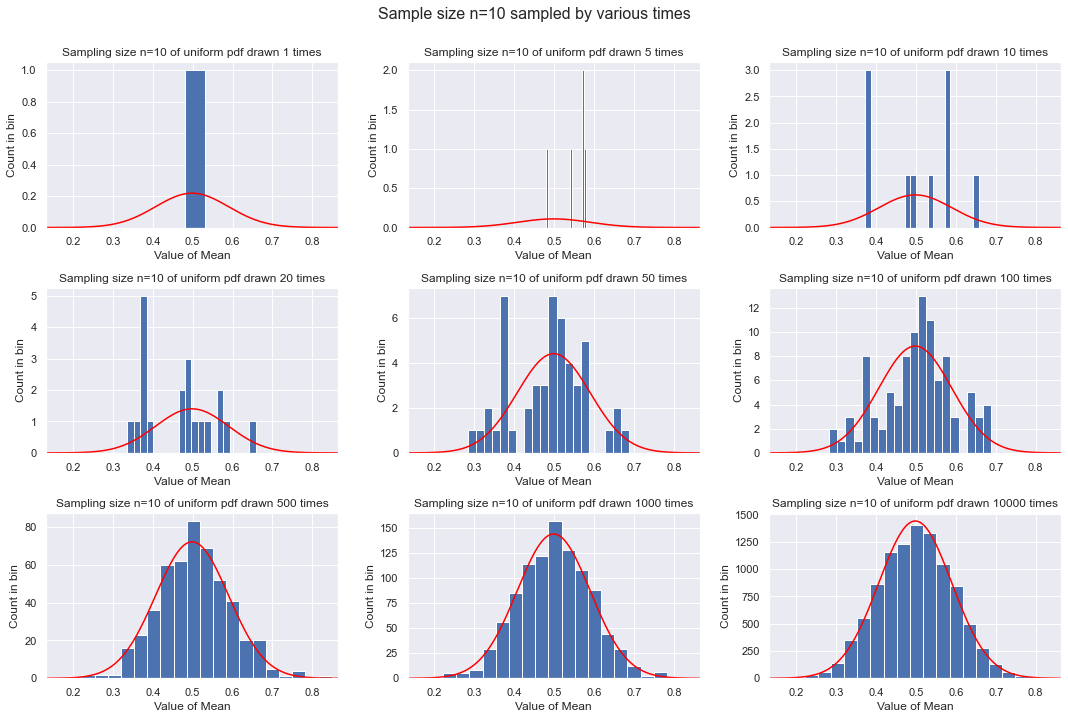 Sample size n=10 sampled by various times
Sampling size n=10 of uniform pdf drawn 1 times
Count in bin
1.0
0.8
0.6
0.4
0.2
0.0
0.2 0.3 0.4 0.5 0.6 0.7 0.8
Value of Mean
Sampling size n=10 of uniform pdf drawn 5 times
Count in bin
2.0
1.5
1.0
0.5
0.0
0.2 0.3 0.4 0.5 0.6 0.7 0.8
Value of Mean
Sampling size n=10 of uniform pdf drawn 10 times
Count in bin
3.0
2.5
2.0
1.5
1.0
0.5
0.0
0.2 0.3 0.4 0.5 0.6 0.7 0.8
Value of Mean
Sampling size n=10 of uniform pdf drawn 20 times
Count in bin
5
4
3
2
1
0
0.2 0.3 0.4 0.5 0.6 0.7 0.8
Value of Mean
Sampling size n=10 of uniform pdf drawn 50 times
Count in bin
6
4
2
0
0.2 0.3 0.4 0.5 0.6 0.7 0.8
Value of Mean
Sampling size n=10 of uniform pdf drawn 100 times
Count in bin
12
10
8
6
4
2
0
0.2 0.3 0.4 0.5 0.6 0.7 0.8
Value of Mean
Sampling size n=10 of uniform pdf drawn 500 times
Count in bin
80
60
40
20
0
0.2 0.3 0.4 0.5 0.6 0.7 0.8
Value of Mean
Sampling size n=10 of uniform pdf drawn 1000 times
Count in bin
150
125
100
75
50
25
0
0.2 0.3 0.4 0.5 0.6 0.7 0.8
Value of Mean
Sampling size n=10 of uniform pdf drawn 10000 times
Count in bin
1500
1250
1000
750
500
250
0
0.2 0.3 0.4 0.5 0.6 0.7 0.8
Value of Mean